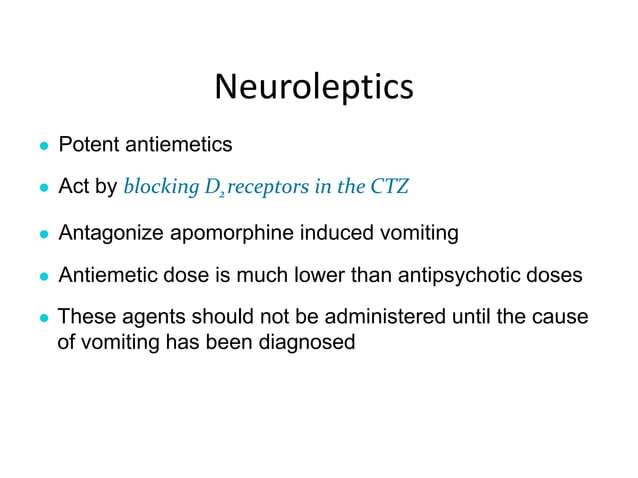 Neuroleptics
• Potent antiemetics
• Act by blocking D₂ receptors in the CTZ
• Antagonize apomorphine induced vomiting
• Antiemetic dose is much lower than antipsychotic doses
• These agents should not be administered until the cause
of vomiting has been diagnosed